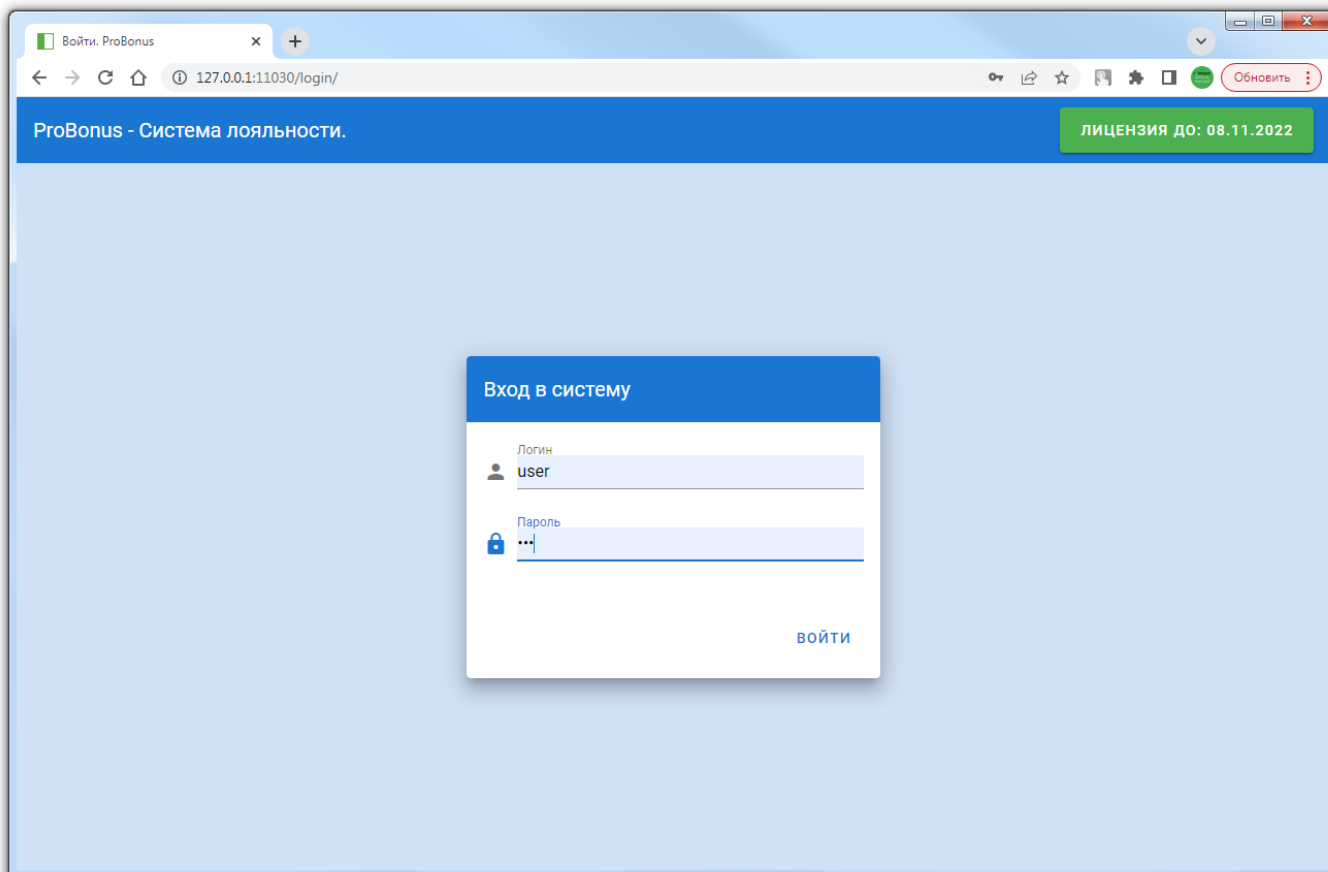 Войти. ProBonus
127.0.0.1:11030/login/
Обновить
ProBonus - Система лояльности.
ЛИЦЕНЗИЯ ДО: 08.11.2022
Вход в систему
Логин
user
Пароль
•••
ВОЙТИ